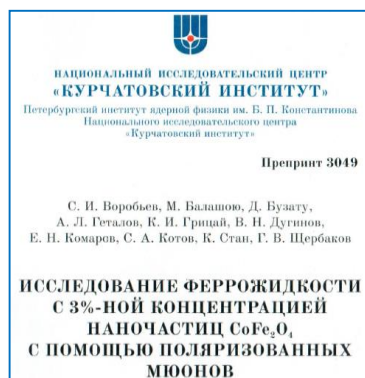 НАЦИОНАЛЬНЫЙ ИССЛЕДОВАТЕЛЬСКИЙ ЦЕНТР
«КУРЧАТОВСКИЙ ИНСТИТУТ»
Петербургский институт ядерной физики им. Б. П. Константинова
Национального исследовательского центра
«Курчатовский институт»
Препринт 3049
С. И. Воробьев, М. Балашою, Д. Бузату,
А. Л. Геталов, К. И. Грицай, В. Н. Дугинов,
Е. Н. Комаров, С. А. Котов, К. Стан, Г. В. Щербаков
ИССЛЕДОВАНИЕ ФЕРРОЖИДКОСТИ
С 3%-НОЙ КОНЦЕНТРАЦИЕЙ
НАНОЧАСТИЦ CoFe₂O₄
С ПОМОЩЬЮ ПОЛЯРИЗОВАННЫХ
МЮОНОВ